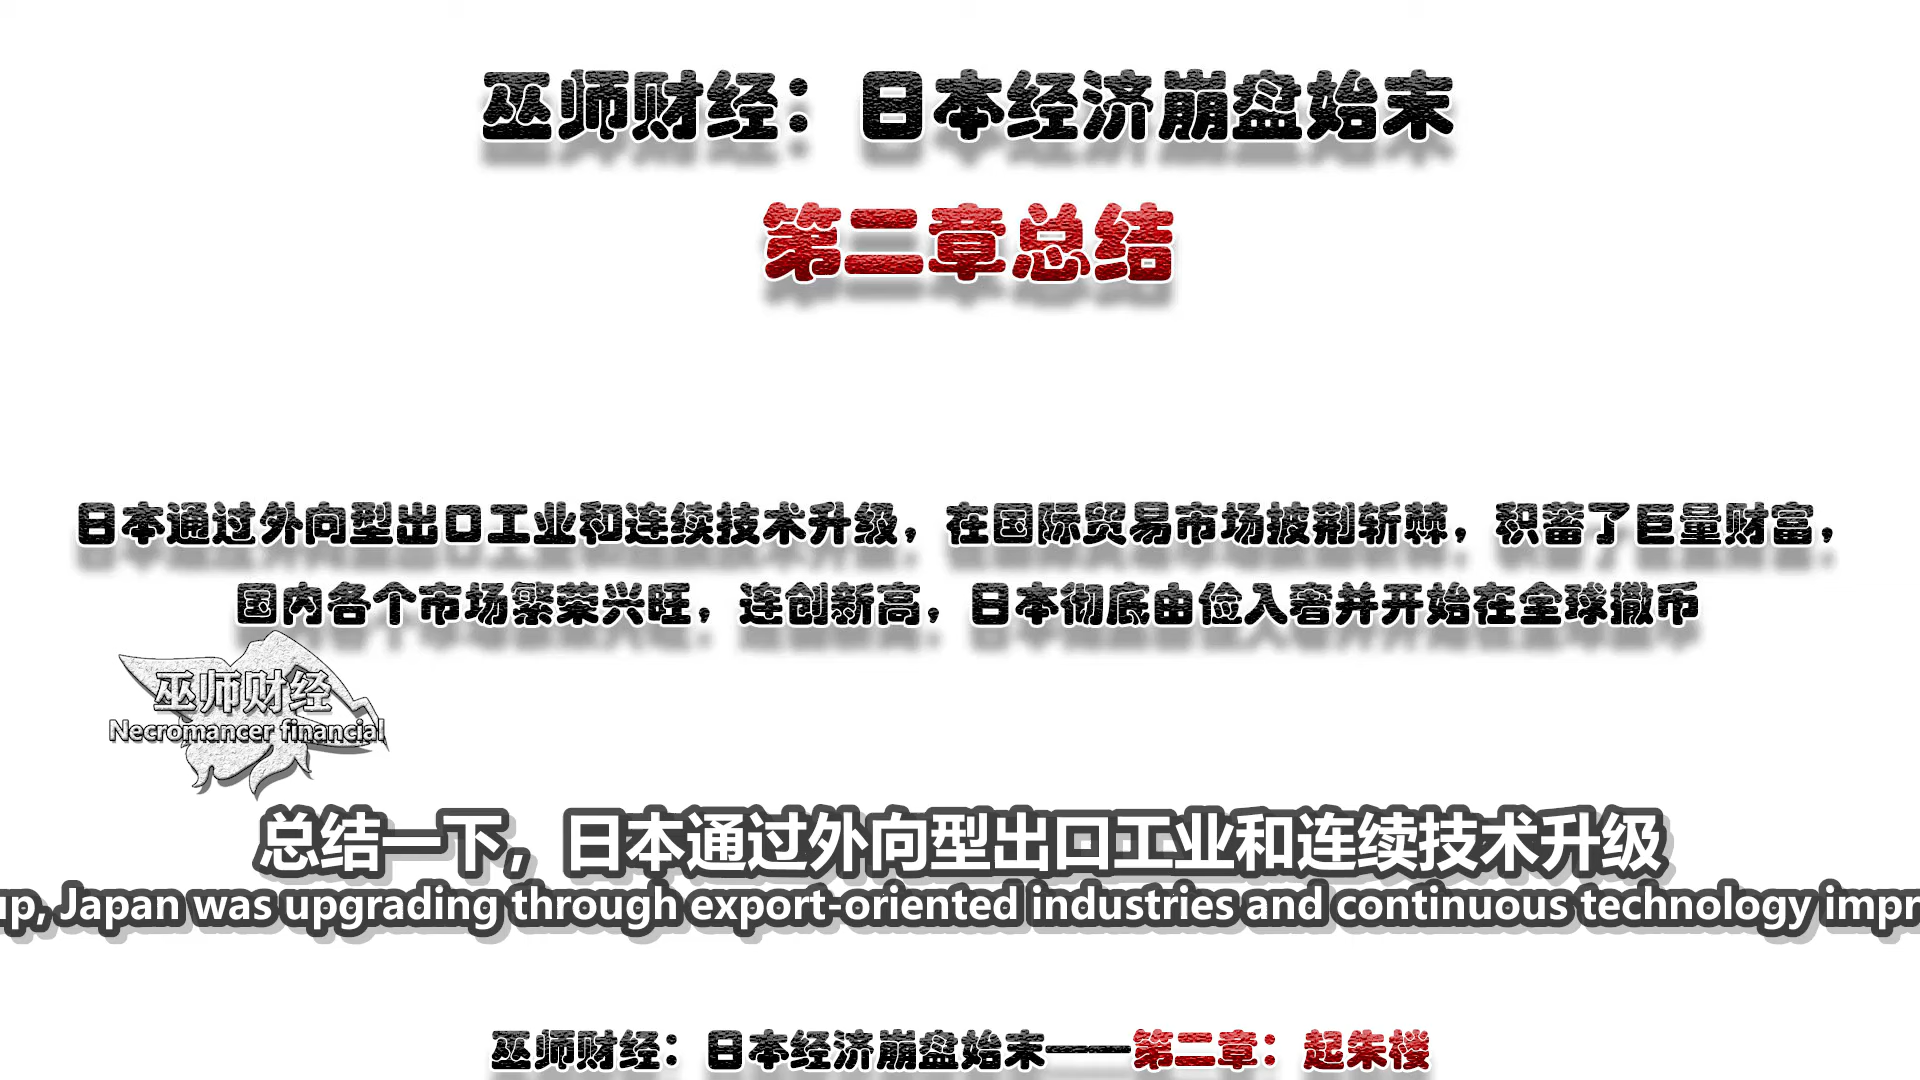 巫师财经：日本经济崩盘始末
第二章总结
日本通过外向型出口工业和连续技术升级，在国际贸易市场披荆斩棘，积蓄了巨量财富，
国内各个市场繁荣兴旺，连创新高，日本彻底由俭入奢并开始在全球撒币
巫师财经
Necromancer financial
总结一下，日本通过外向型出口工业和连续技术升级
up, Japan was upgrading through export-oriented industries and continuous technology impr
巫师财经：日本经济崩盘始末——第二章：起朱楼